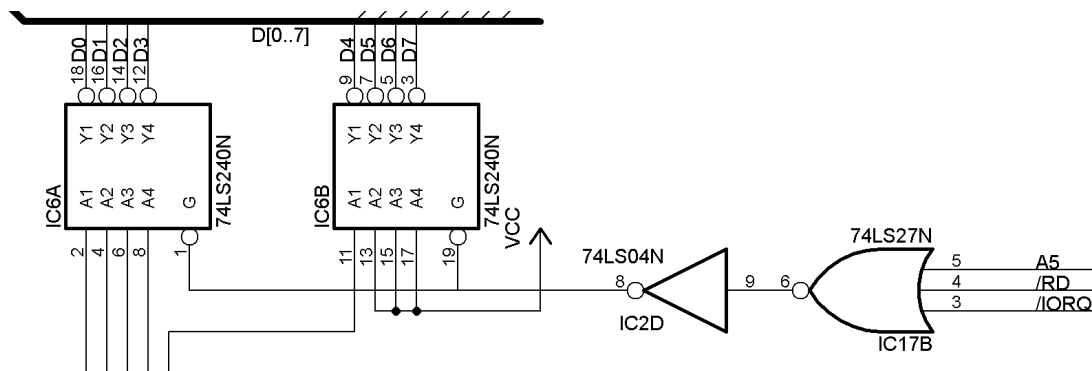 D[0..7]
18 D0
16 D1
14 D2
12 D3
9 D4
7 D5
5 D6
3 D7
IC6A
Y1 Y2 Y3 Y4
A1 A2 A3 A4 G
74LS240N
2 4 6 8 1
IC6B
Y1 Y2 Y3 Y4
A1 A2 A3 A4 G
74LS240N
11 13 15 17 19
VCC
74LS04N
8 9
IC2D
74LS27N
6
5 A5
4 /RD
3 /IORQ
IC17B